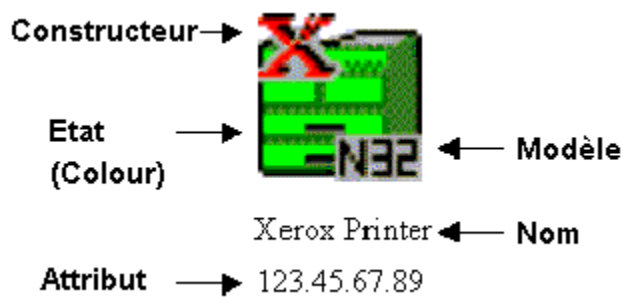 Constructeur
X
Etat
(Colour)
N32
Modèle
Xerox Printer
Nom
Attribut
123.45.67.89